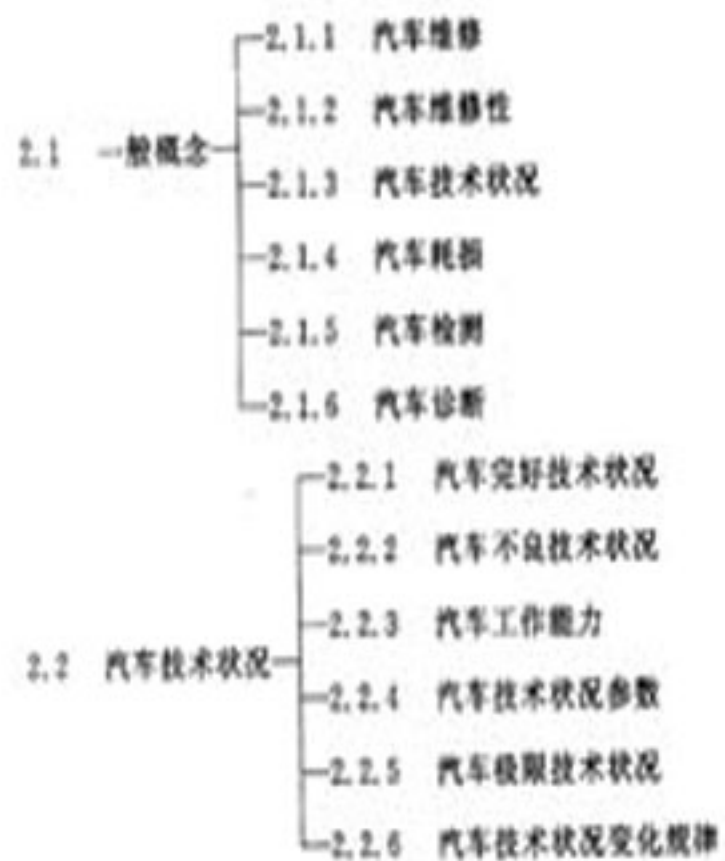 2.1 一般概念
2.1.1 汽车维修
2.1.2 汽车维修性
2.1.3 汽车技术状况
2.1.4 汽车耗损
2.1.5 汽车检测
2.1.6 汽车诊断
2.2 汽车技术状况
2.2.1 汽车完好技术状况
2.2.2 汽车不良技术状况
2.2.3 汽车工作能力
2.2.4 汽车技术状况参数
2.2.5 汽车极限技术状况
2.2.6 汽车技术状况变化规律